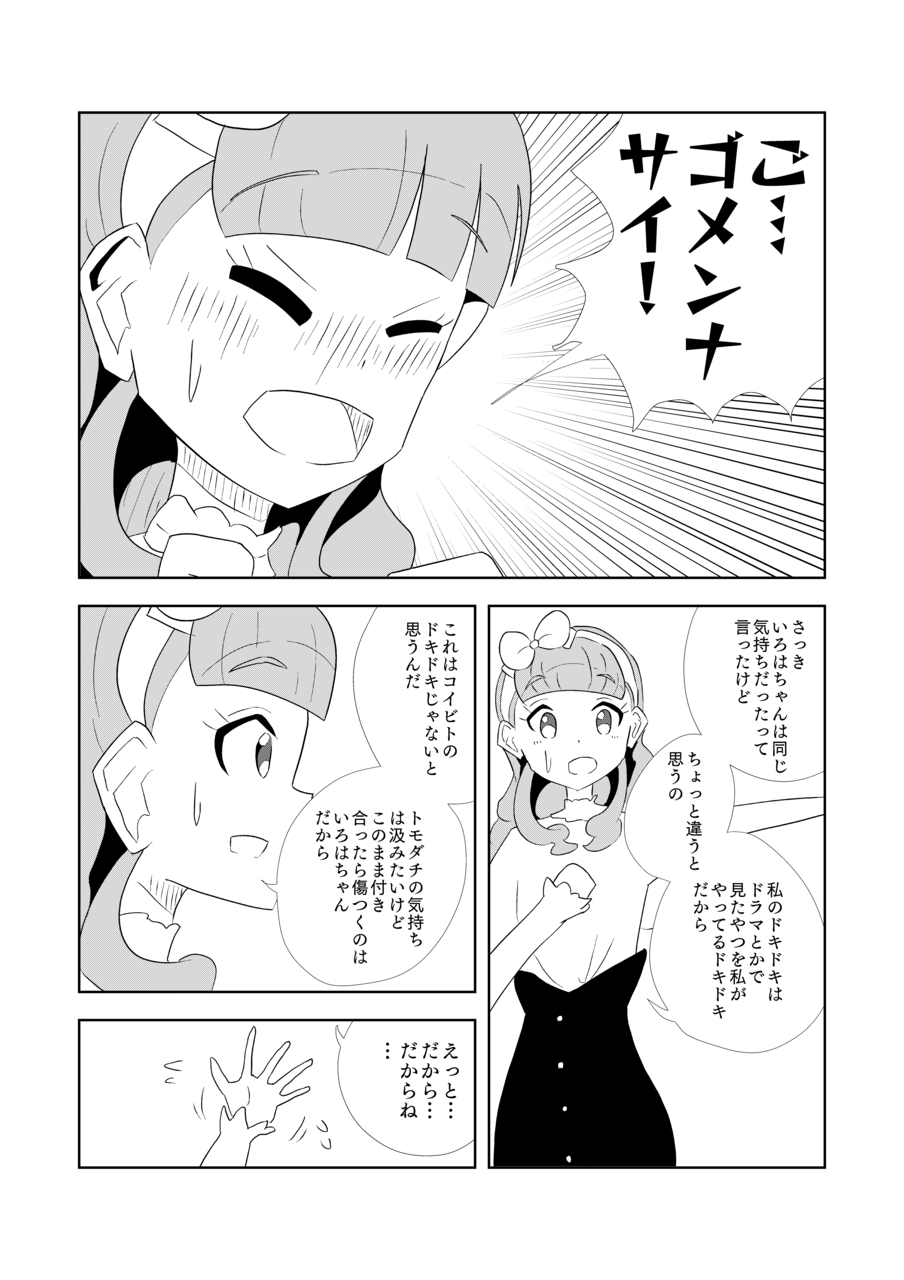 ご…
ゴメンナ
サイ！
さっき
いろはちゃんは同じ
気持ちだったって
言ったけど
ちょっと違うと
思うの
私のドキドキは
ドラマとかで
見たやつを私が
やってるドキドキ
だから
これはコイビトの
ドキドキじゃないと
思うんだ
トモダチの気持ち
は汲みたいけど
このまま付き
合ったら傷つくのは
いろはちゃん
だから
えっと…
だから…
だからね
…